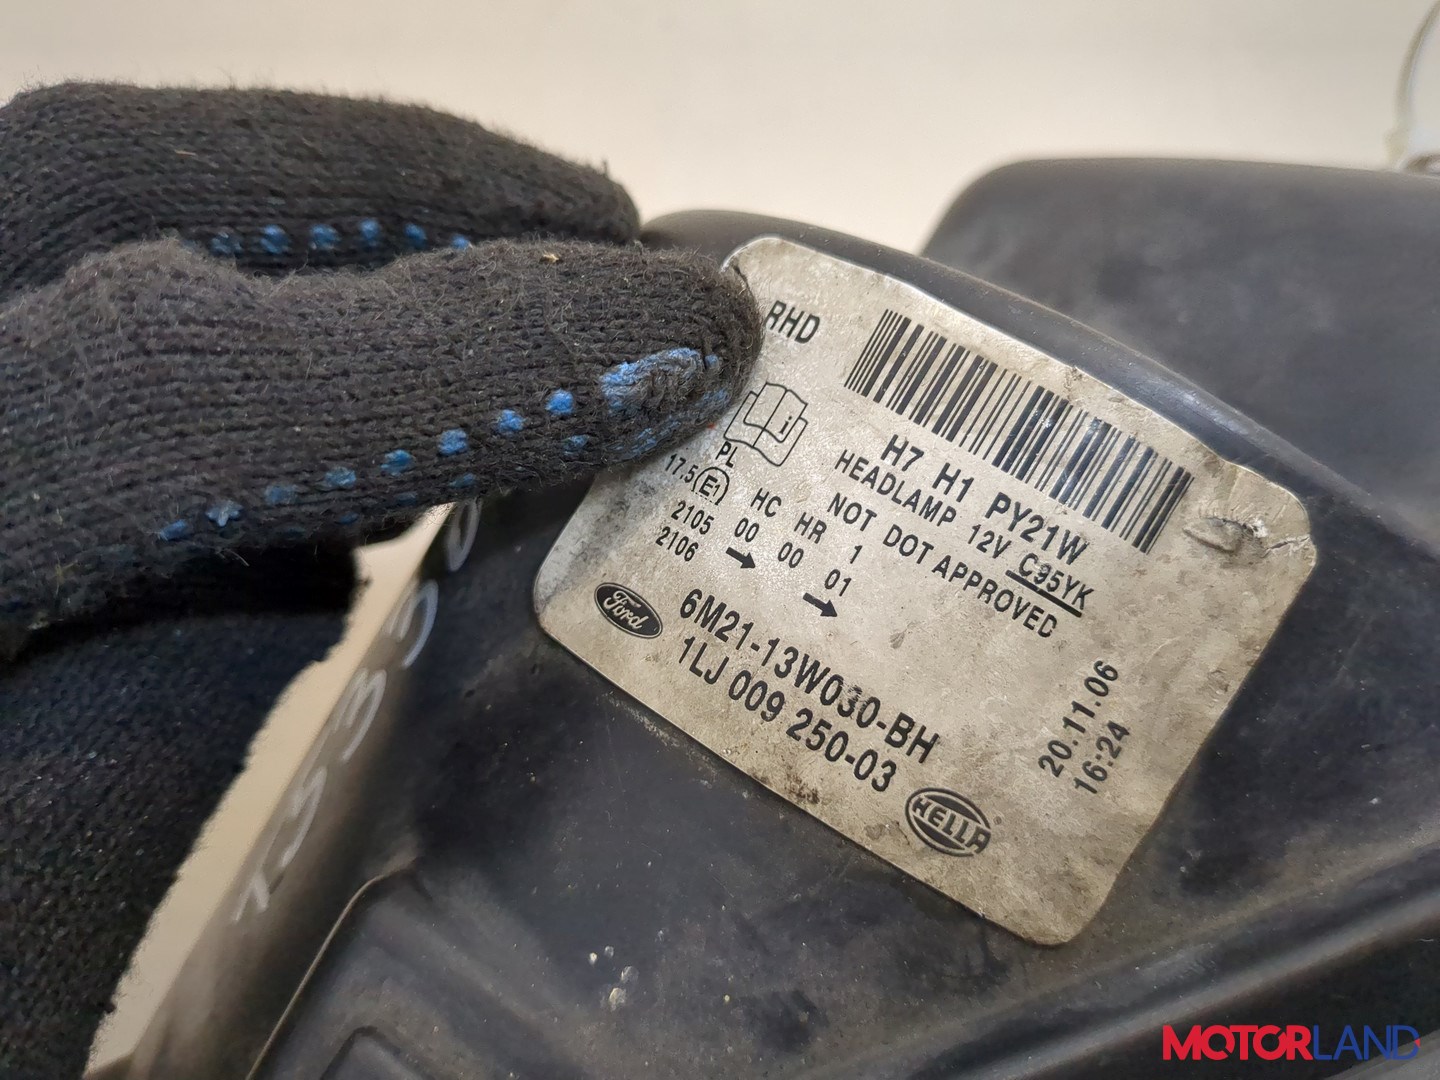 RHD
H7 H1 PY21W
HEADLAMP 12V C95YK
NOT DOT APPROVED
PL
17.5 E1 HC HR 1
2105 00 00 01
2106
Ford
6M21-13W030-BH
1LJ 009 250-03
20.11.06
16:24
HELLA
MOTORLAND